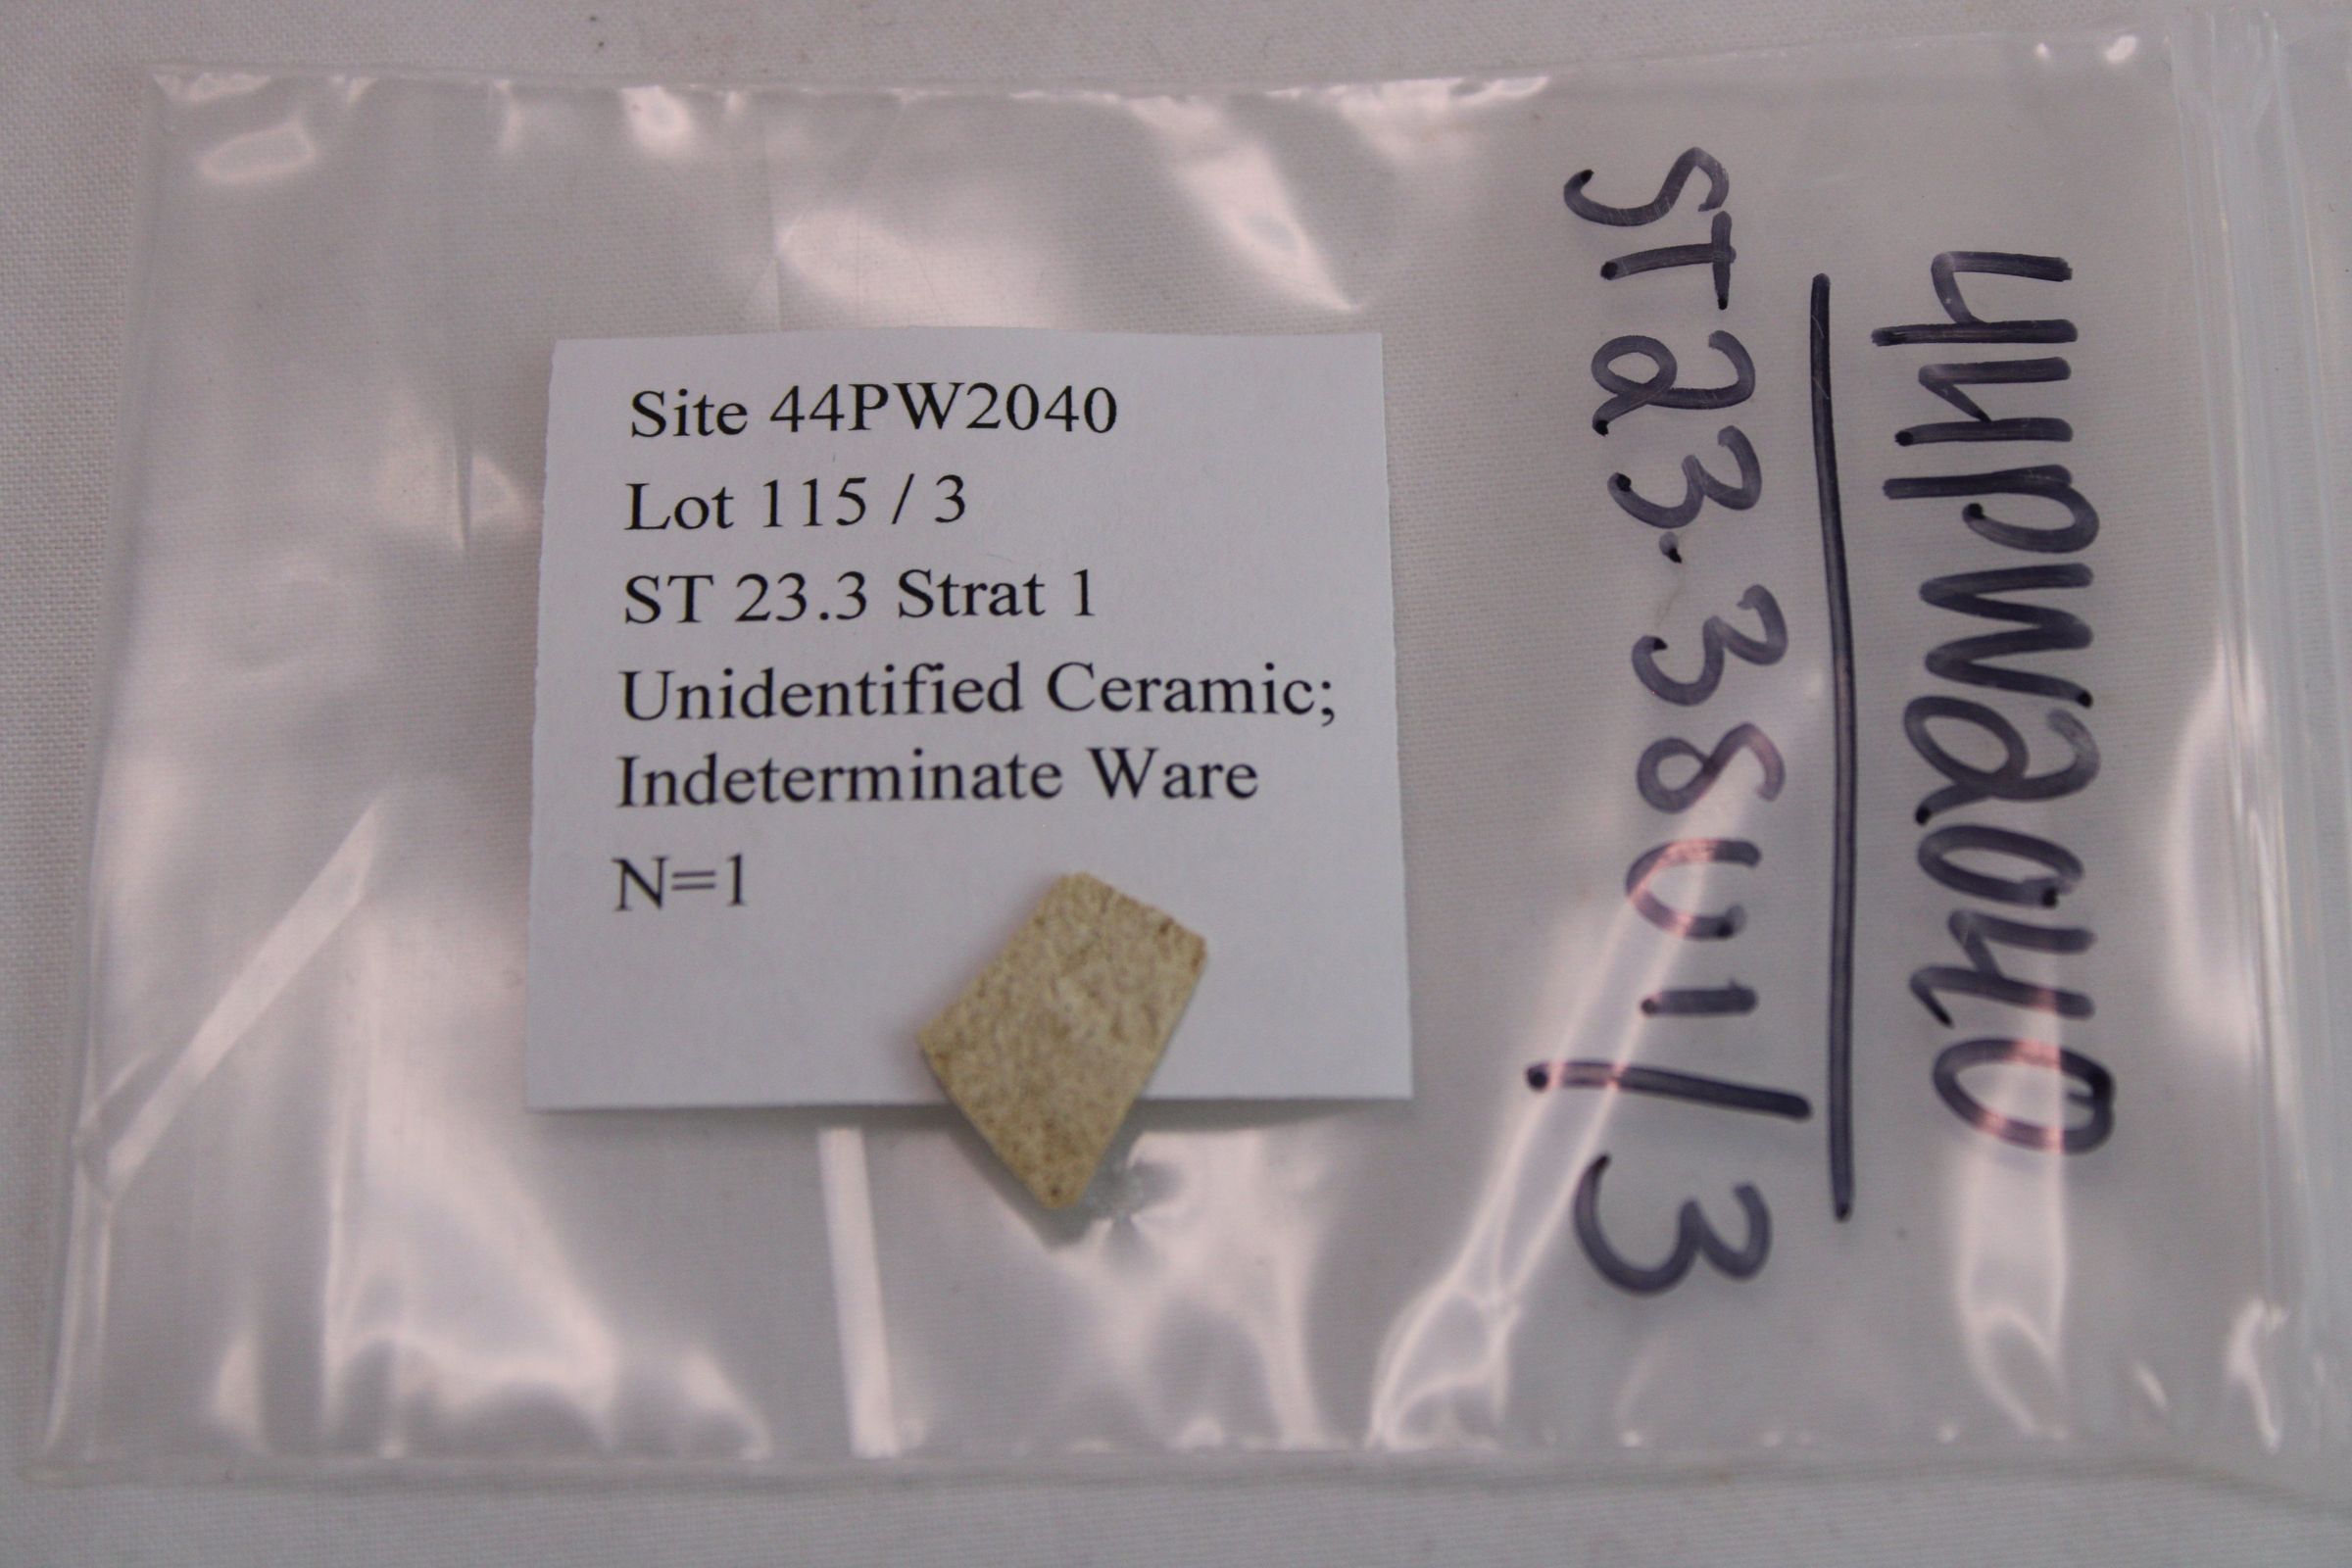 Site 44PW2040
Lot 115 / 3
ST 23.3 Strat 1
Unidentified Ceramic;
Indeterminate Ware
N=1
44PW2040
ST23.3 SU1/3